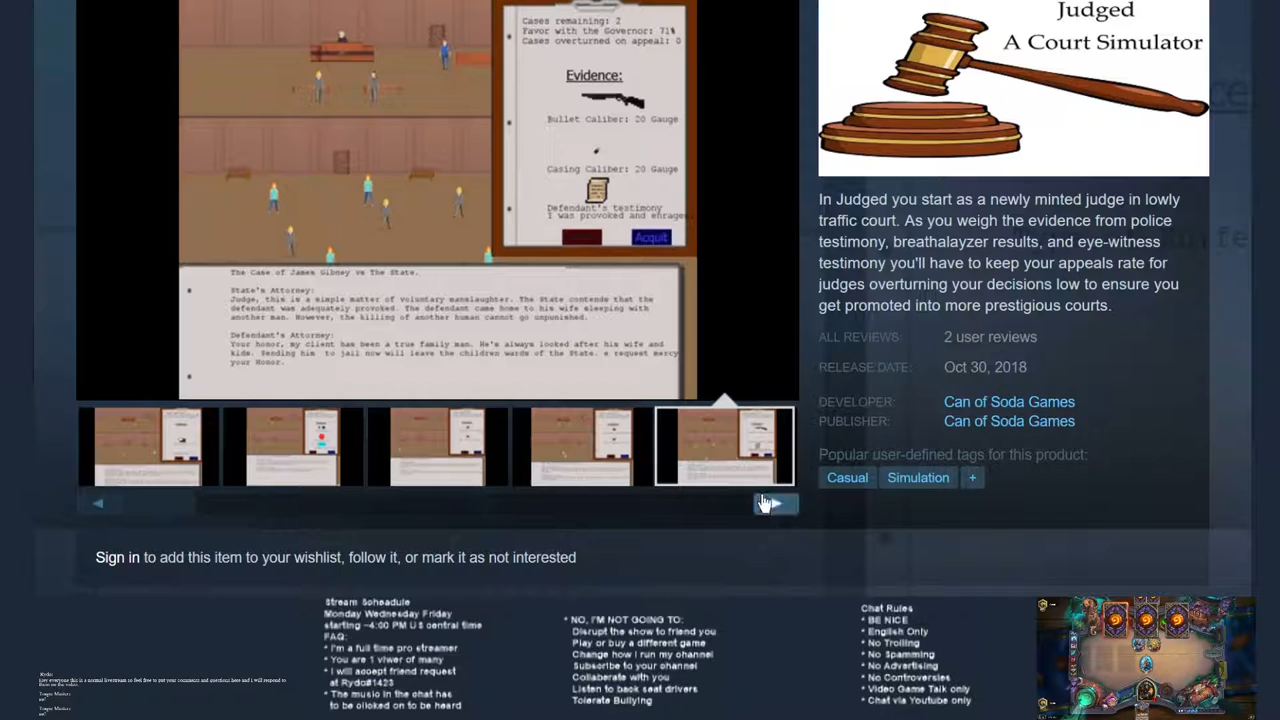 Cases remaining: 2
Favor with the Governor: 71%
Cases overturned on appeal: 0
Evidence:
Bullet Caliber: 20 Gauge
Casing Caliber: 20 Gauge
Defendant's testimony
I was provoked and enrage
Acquit
The Case of James Gibney vs The State.
State's Attorney:
Judge, this is a simple matter of voluntary manslaughter. The State contends that the
defendant was adequately provoked. The defendant came home to his wife sleeping with
another man. However, the killing of another human cannot go unpunished.
Defendant's Attorney:
Your honor, my client has been a true family man. He's always looked after his wife and
kids. Sending him to jail now will leave the children wards of the State. e request mercy
your Honor.
Judged
A Court Simulator
In Judged you start as a newly minted judge in lowly
traffic court. As you weigh the evidence from police
testimony, breathalayzer results, and eye-witness
testimony you'll have to keep your appeals rate for
judges overturning your decisions low to ensure you
get promoted into more prestigious courts.
ALL REVIEWS: 2 user reviews
RELEASE DATE: Oct 30, 2018
DEVELOPER: Can of Soda Games
PUBLISHER: Can of Soda Games
Popular user-defined tags for this product:
Casual Simulation +
Sign in to add this item to your wishlist, follow it, or mark it as not interested
Stream Scheadule
Monday Wednesday Friday
starting ~4:00 PM US central time
FAQ:
* I'm a full time pro streamer
* You are 1 viwer of many
* I will accept friend request
at Rydo#1423
* The music in the chat has
to be clicked on to be heard
* NO, I'M NOT GOING TO:
Disrupt the show to friend you
Play or buy a different game
Change how I run my channel
Subscribe to your channel
Collaborate with you
Listen to back seat drivers
Tolerate Bullying
Chat Rules
* BE NICE
* English Only
* No Trolling
* No Spamming
* No Advertising
* No Controversies
* Video Game Talk only
* Chat via Youtube only